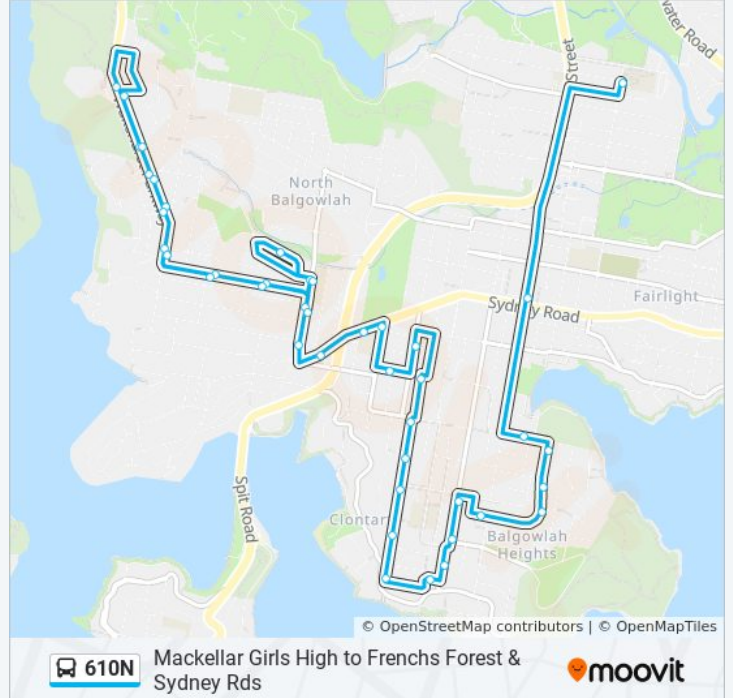 water Road
Street
North
Balgowlah
Sydney Road
Fairlight
Spit Road
Clontarf
Balgowlah
Heights
© OpenStreetMap contributors | © OpenMapTiles
610N
Mackellar Girls High to Frenchs Forest &
Sydney Rds
moovit